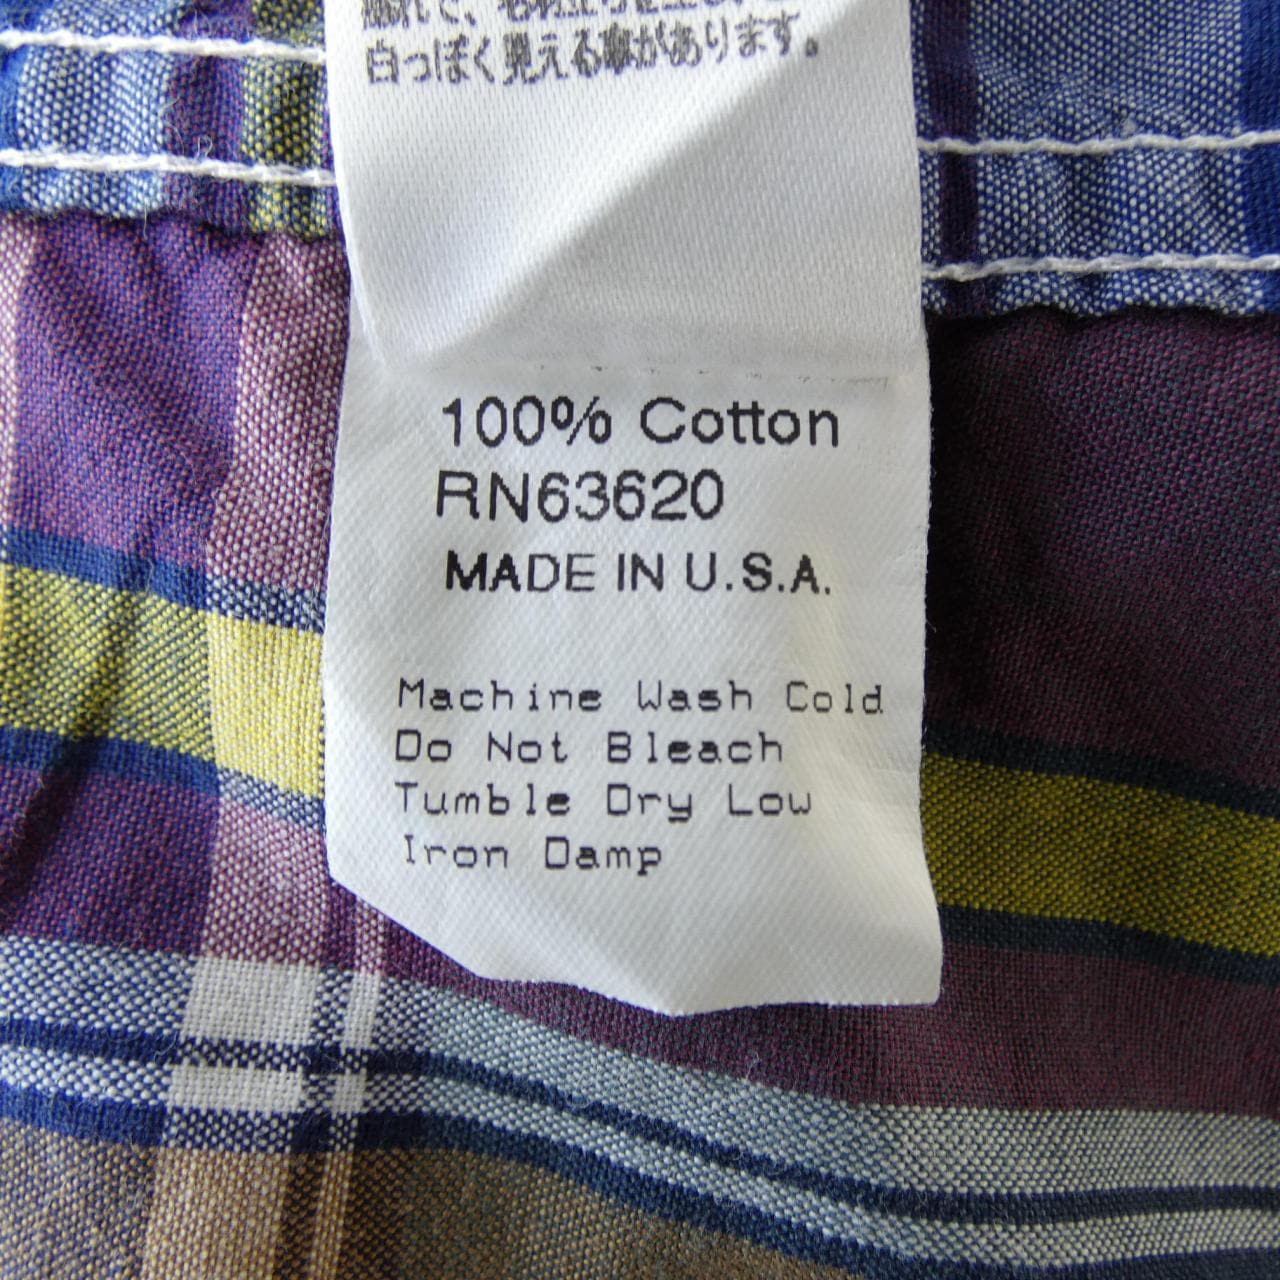 白っぽく見える事があります。
100% Cotton
RN63620
MADE IN U.S.A.
Machine Wash Cold
Do Not Bleach
Tumble Dry Low
Iron Damp